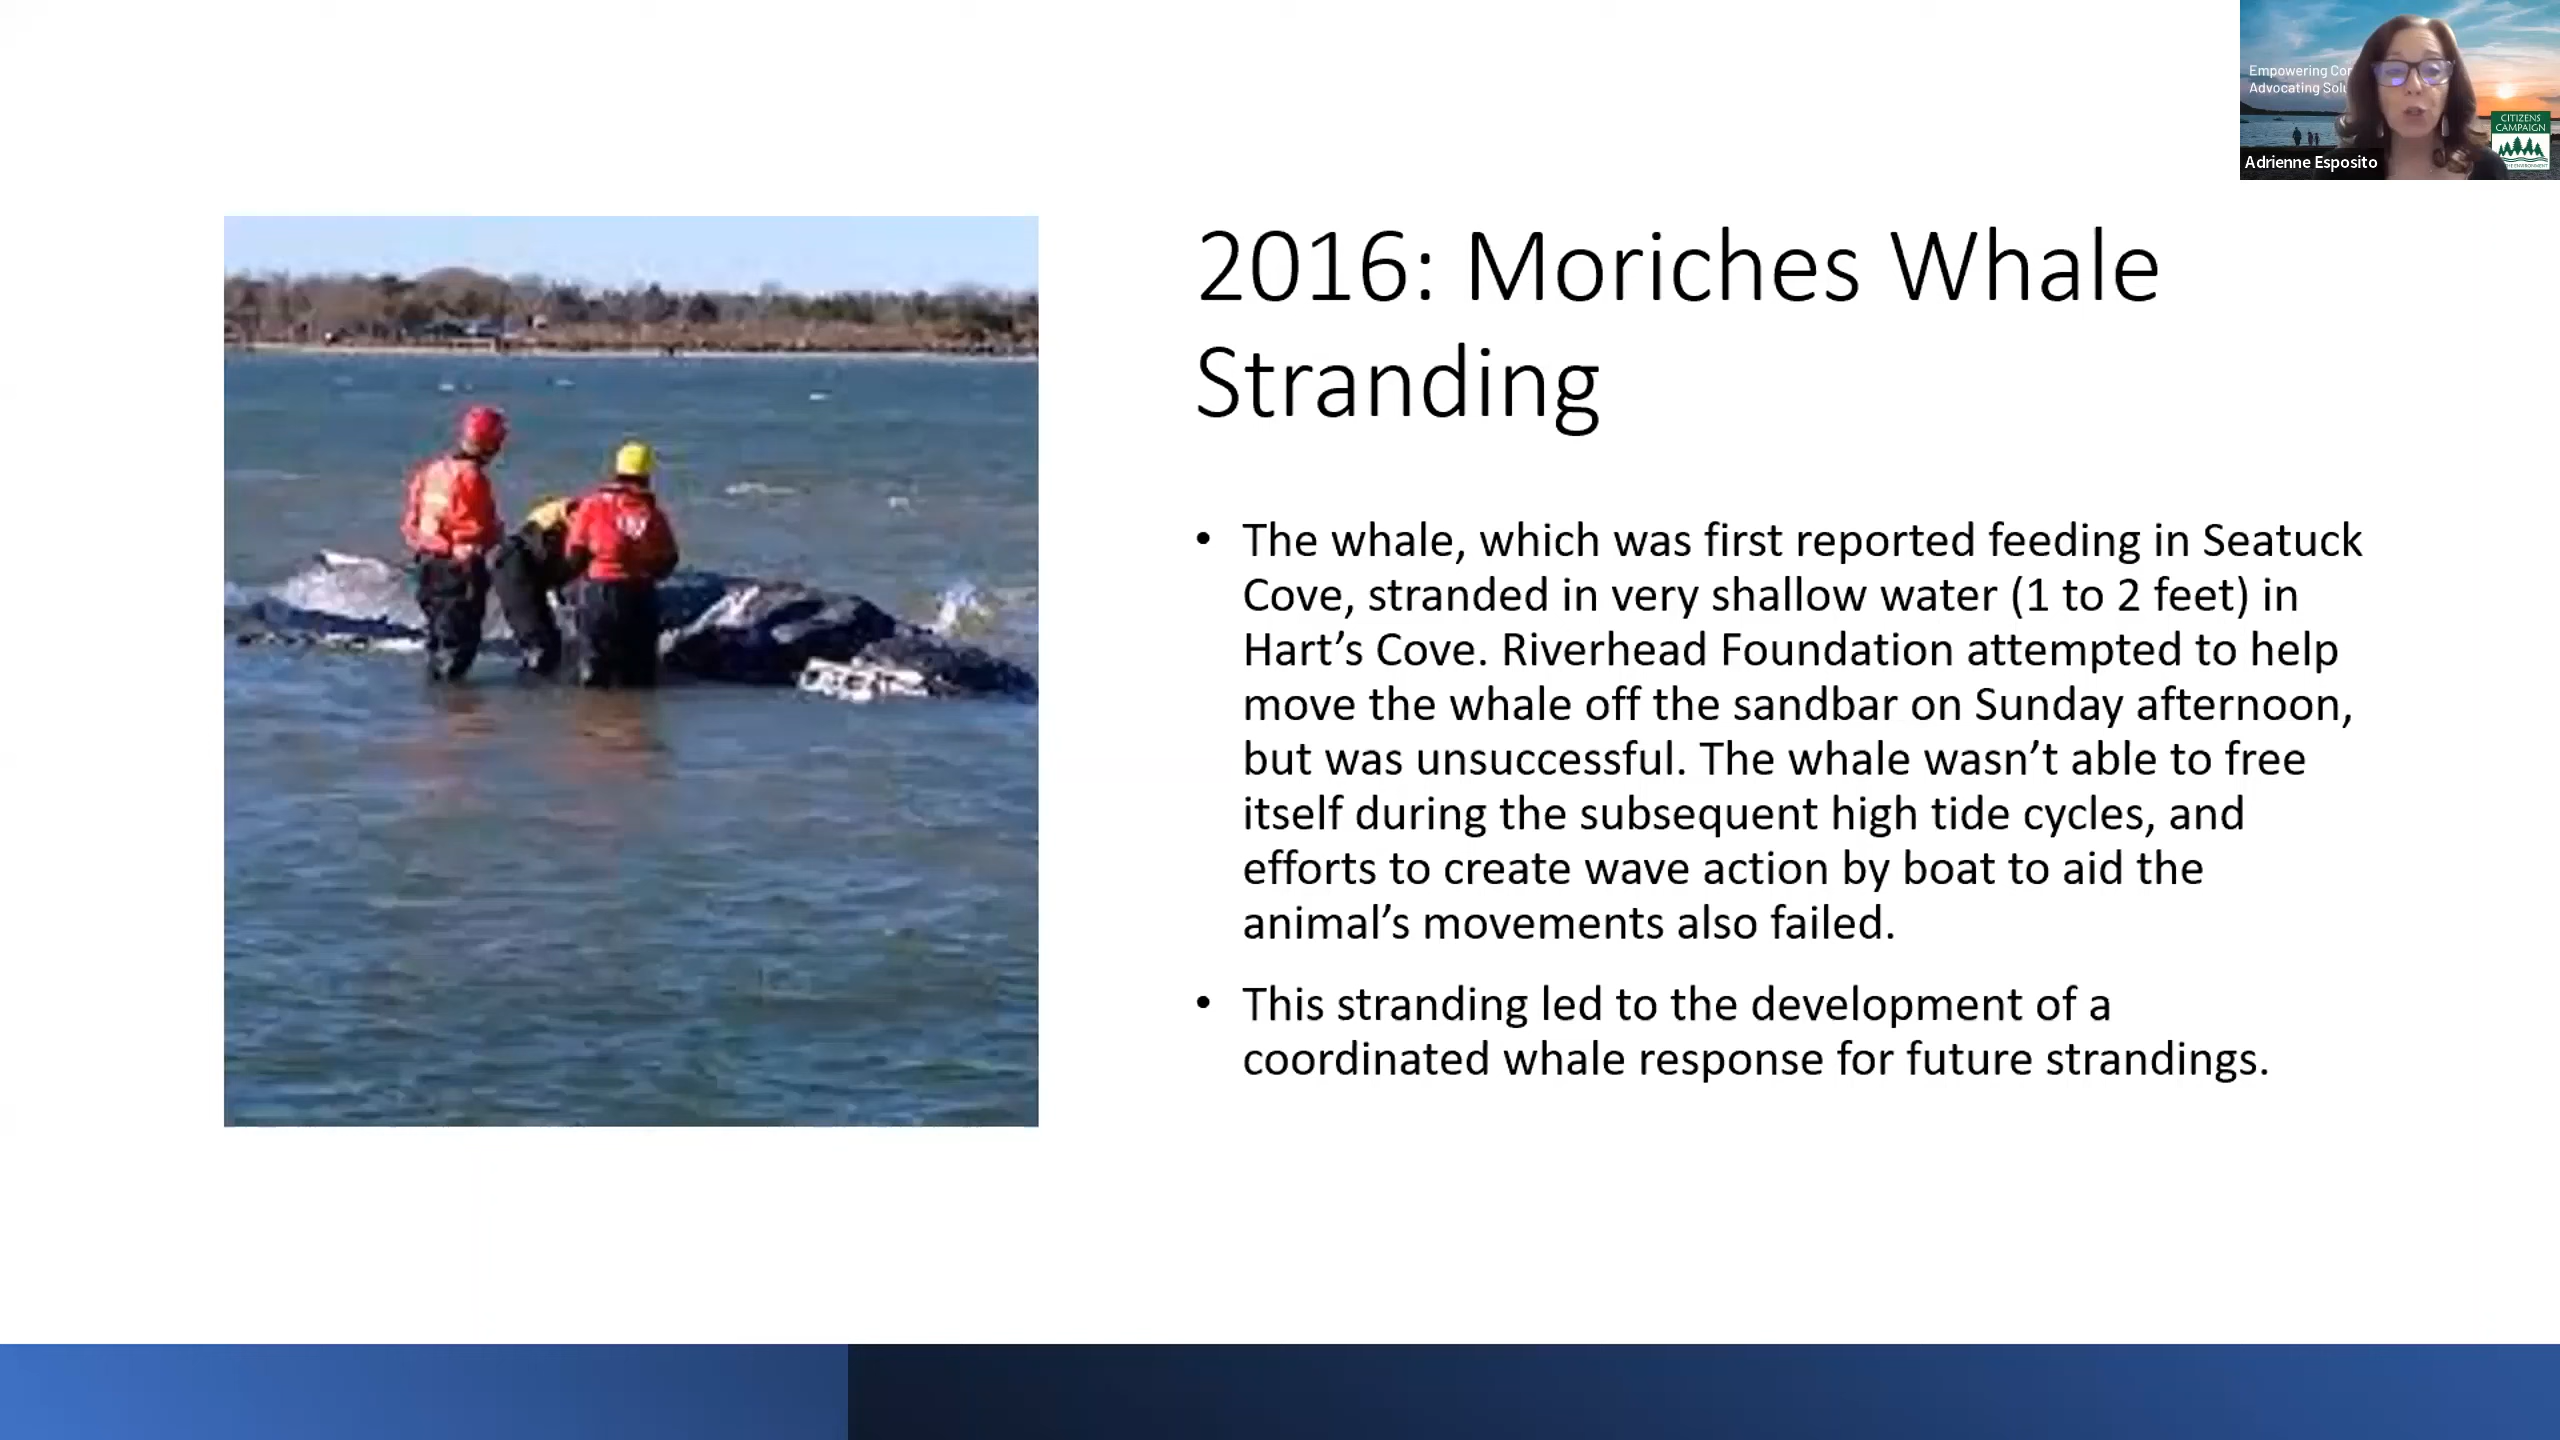 Empowering
Advocating
CITIZENS
CAMPAIGN
Adrienne Esposito
2016: Moriches Whale
Stranding
• The whale, which was first reported feeding in Seatuck
Cove, stranded in very shallow water (1 to 2 feet) in
Hart’s Cove. Riverhead Foundation attempted to help
move the whale off the sandbar on Sunday afternoon,
but was unsuccessful. The whale wasn’t able to free
itself during the subsequent high tide cycles, and
efforts to create wave action by boat to aid the
animal’s movements also failed.
• This stranding led to the development of a
coordinated whale response for future strandings.